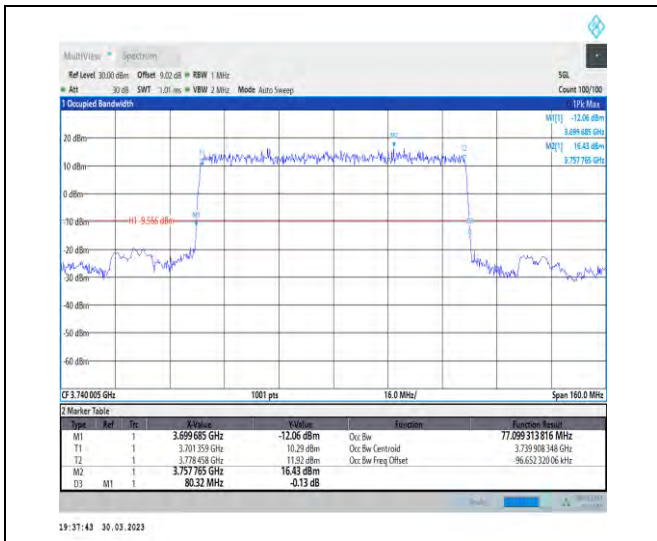 MultiView Spectrum
Ref Level 30.00 dBm Offset 9.02 dB RBW 1 MHz SGL
Att 30 dB SWT 1.01 ms VBW 2 MHz Mode Auto Sweep Count 100/100
1 Occupied Bandwidth 1Pk Max
M1[1] -12.06 dBm
3.699 685 GHz
M2[1] 16.43 dBm
3.757 765 GHz
20 dBm
M2
T2
10 dBm
0 dBm
M1
-10 dBm H1 -9.566 dBm
-20 dBm
-30 dBm
-40 dBm
-50 dBm
-60 dBm
CF 3.740 005 GHz 1001 pts 16.0 MHz/ Span 160.0 MHz
2 Marker Table
Type Ref Trc X-Value Y-Value Function Function Result
M1 1 3.699 685 GHz -12.06 dBm Occ Bw 77.099 313 816 MHz
T1 1 3.701 359 GHz 10.29 dBm Occ Bw Centroid 3.739 908 348 GHz
T2 1 3.778 458 GHz 11.92 dBm Occ Bw Freq Offset -96.652 320 06 kHz
M2 1 3.757 765 GHz 16.43 dBm
D3 M1 1 80.32 MHz -0.13 dB
19:37:43 30.03.2023